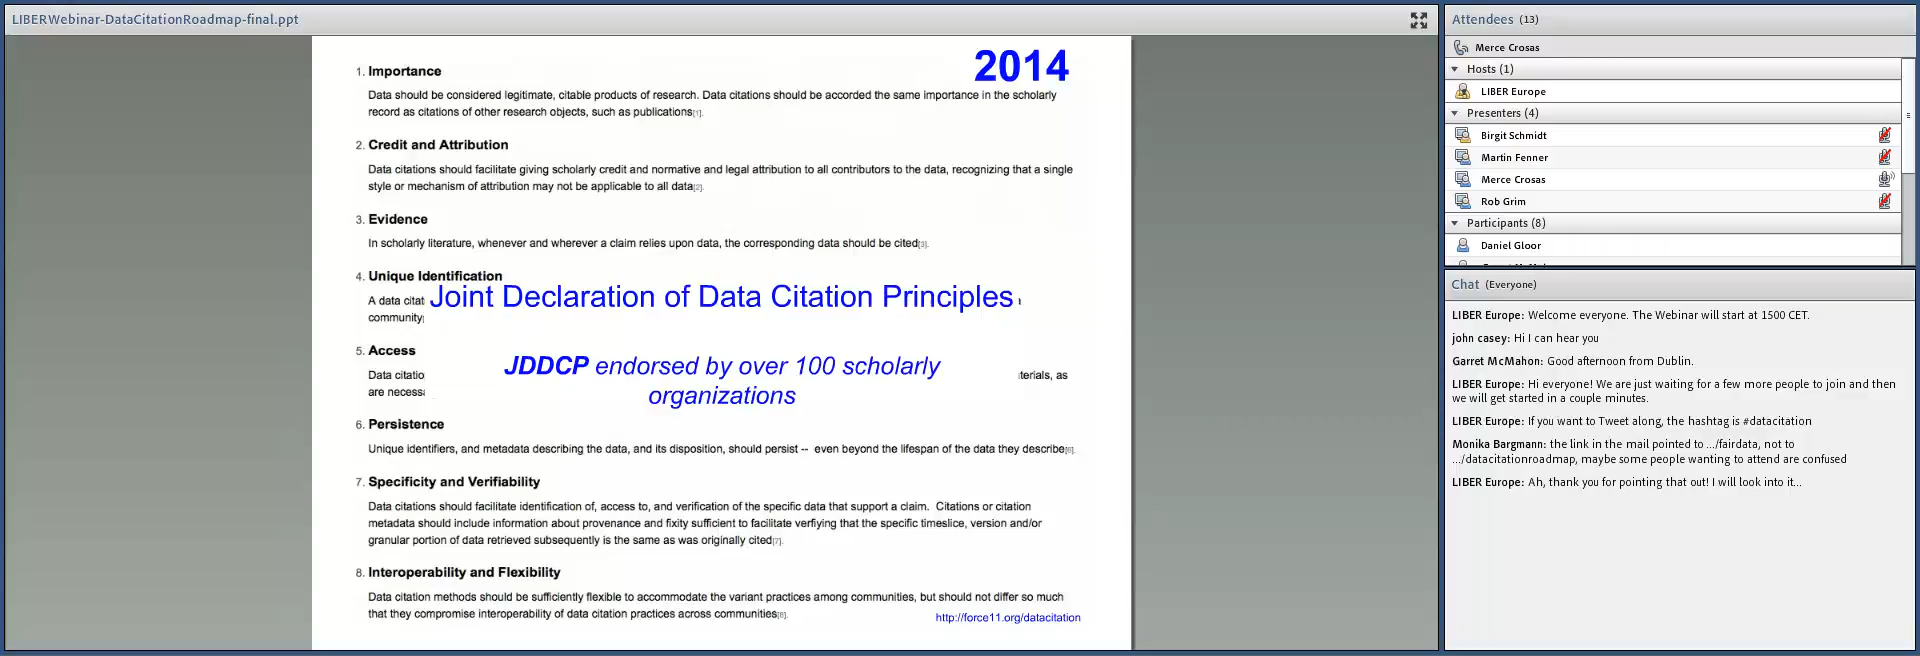 LIBERWebinar-DataCitationRoadmap-final.ppt
2014
1. Importance
Data should be considered legitimate, citable products of research. Data citations should be accorded the same importance in the scholarly
record as citations of other research objects, such as publications[1].
2. Credit and Attribution
Data citations should facilitate giving scholarly credit and normative and legal attribution to all contributors to the data, recognizing that a single
style or mechanism of attribution may not be applicable to all data[2].
3. Evidence
In scholarly literature, whenever and wherever a claim relies upon data, the corresponding data should be cited[3].
4. Unique Identification
A data citat
Joint Declaration of Data Citation Principles
community
5. Access
JDDCP endorsed by over 100 scholarly
organizations
Data citatio terials, as
are necess
6. Persistence
Unique identifiers, and metadata describing the data, and its disposition, should persist -- even beyond the lifespan of the data they describe[6].
7. Specificity and Verifiability
Data citations should facilitate identification of, access to, and verification of the specific data that support a claim. Citations or citation
metadata should include information about provenance and fixity sufficient to facilitate verfiying that the specific timeslice, version and/or
granular portion of data retrieved subsequently is the same as was originally cited[7].
8. Interoperability and Flexibility
Data citation methods should be sufficiently flexible to accommodate the variant practices among communities, but should not differ so much
that they compromise interoperability of data citation practices across communities[8].
http://force11.org/datacitation
Attendees (13)
Merce Crosas
Hosts (1)
LIBER Europe
Presenters (4)
Birgit Schmidt
Martin Fenner
Merce Crosas
Rob Grim
Participants (8)
Daniel Gloor
Chat (Everyone)
LIBER Europe: Welcome everyone. The Webinar will start at 1500 CET.
john casey: Hi I can hear you
Garret McMahon: Good afternoon from Dublin.
LIBER Europe: Hi everyone! We are just waiting for a few more people to join and then
we will get started in a couple minutes.
LIBER Europe: If you want to Tweet along, the hashtag is #datacitation
Monika Bargmann: the link in the mail pointed to .../fairdata, not to
.../datacitationroadmap, maybe some people wanting to attend are confused
LIBER Europe: Ah, thank you for pointing that out! I will look into it...